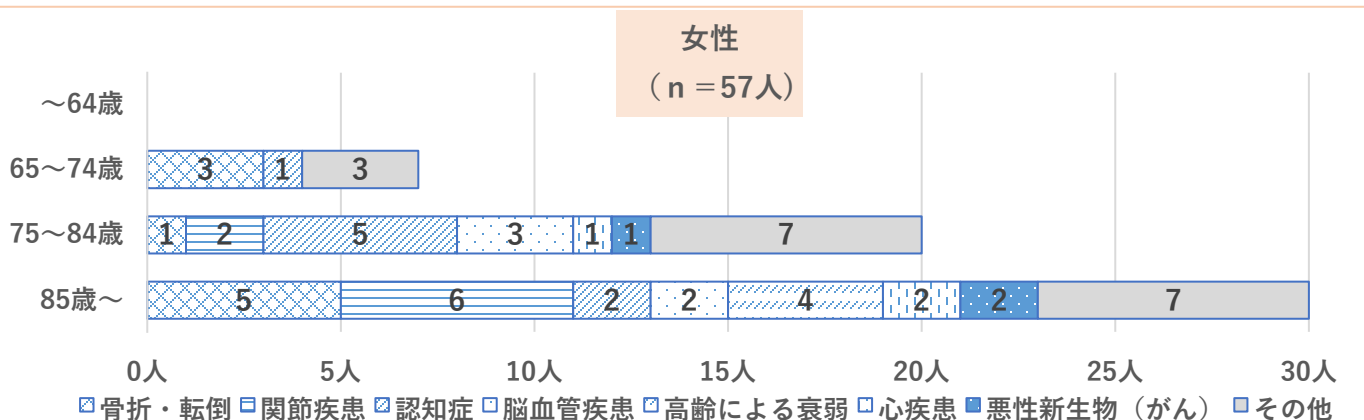 女性
（ｎ＝57人）
～64歳
65～74歳
3 1 3
75～84歳
1 2 5 3 1 1 7
85歳～
5 6 2 2 4 2 2 7
0人 5人 10人 15人 20人 25人 30人
骨折・転倒 関節疾患 認知症 脳血管疾患 高齢による衰弱 心疾患 悪性新生物（がん） その他